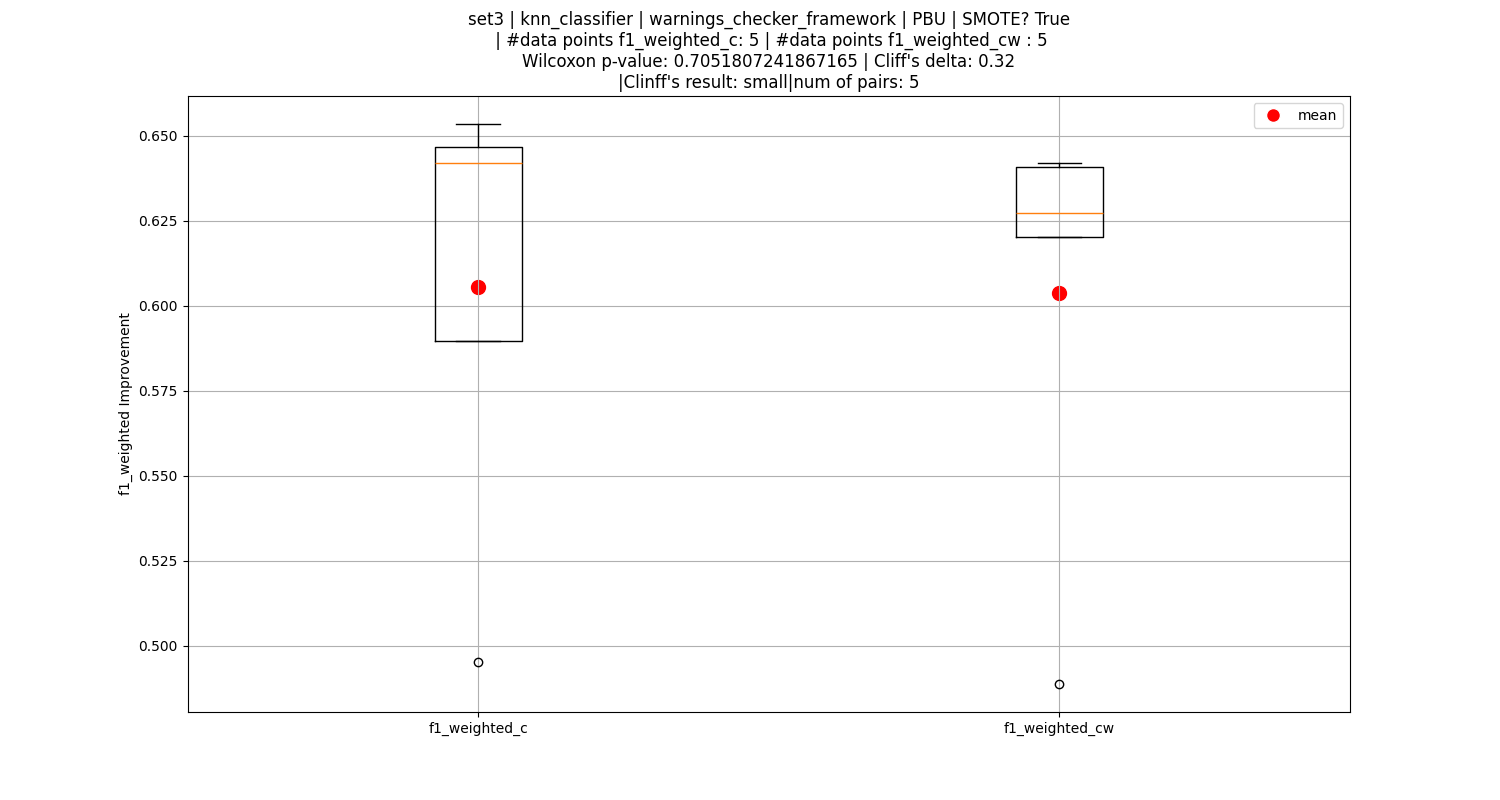 set3 | knn_classifier | warnings_checker_framework | PBU | SMOTE? True
| #data points f1_weighted_c: 5 | #data points f1_weighted_cw : 5
Wilcoxon p-value: 0.7051807241867165 | Cliff's delta: 0.32
|Clinff's result: small|num of pairs: 5
mean
0.650
0.625
0.600
0.575
0.550
0.525
0.500
f1_weighted Improvement
f1_weighted_c
f1_weighted_cw